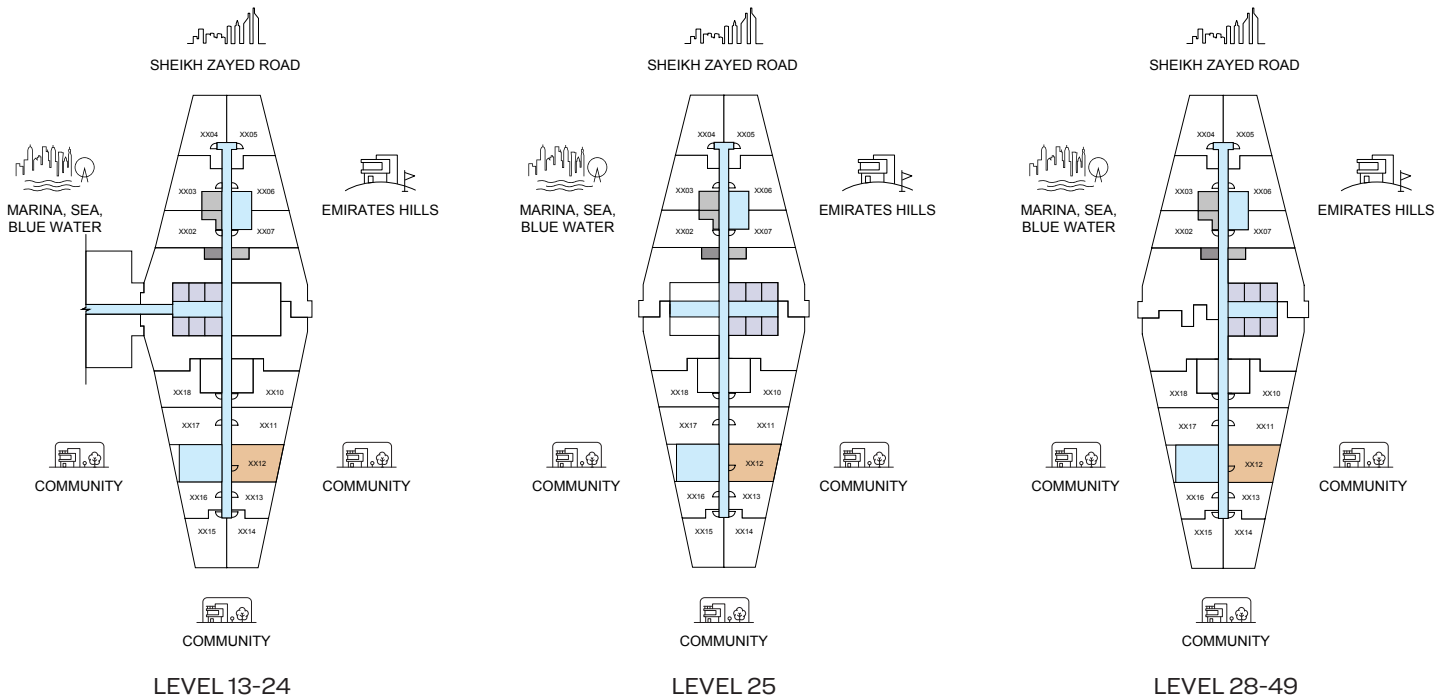 SHEIKH ZAYED ROAD
XX04
XX05
MARINA, SEA,
BLUE WATER
XX03
XX06
EMIRATES HILLS
XX02
XX07
XX18
XX10
XX17
XX11
COMMUNITY
XX12
COMMUNITY
XX16
XX13
XX15
XX14
COMMUNITY
LEVEL 13-24
SHEIKH ZAYED ROAD
XX04
XX05
MARINA, SEA,
BLUE WATER
XX03
XX06
EMIRATES HILLS
XX02
XX07
XX18
XX10
XX17
XX11
COMMUNITY
XX12
COMMUNITY
XX16
XX13
XX15
XX14
COMMUNITY
LEVEL 25
SHEIKH ZAYED ROAD
XX04
XX05
MARINA, SEA,
BLUE WATER
XX03
XX06
EMIRATES HILLS
XX02
XX07
XX18
XX10
XX17
XX11
COMMUNITY
XX12
COMMUNITY
XX16
XX13
XX15
XX14
COMMUNITY
LEVEL 28-49